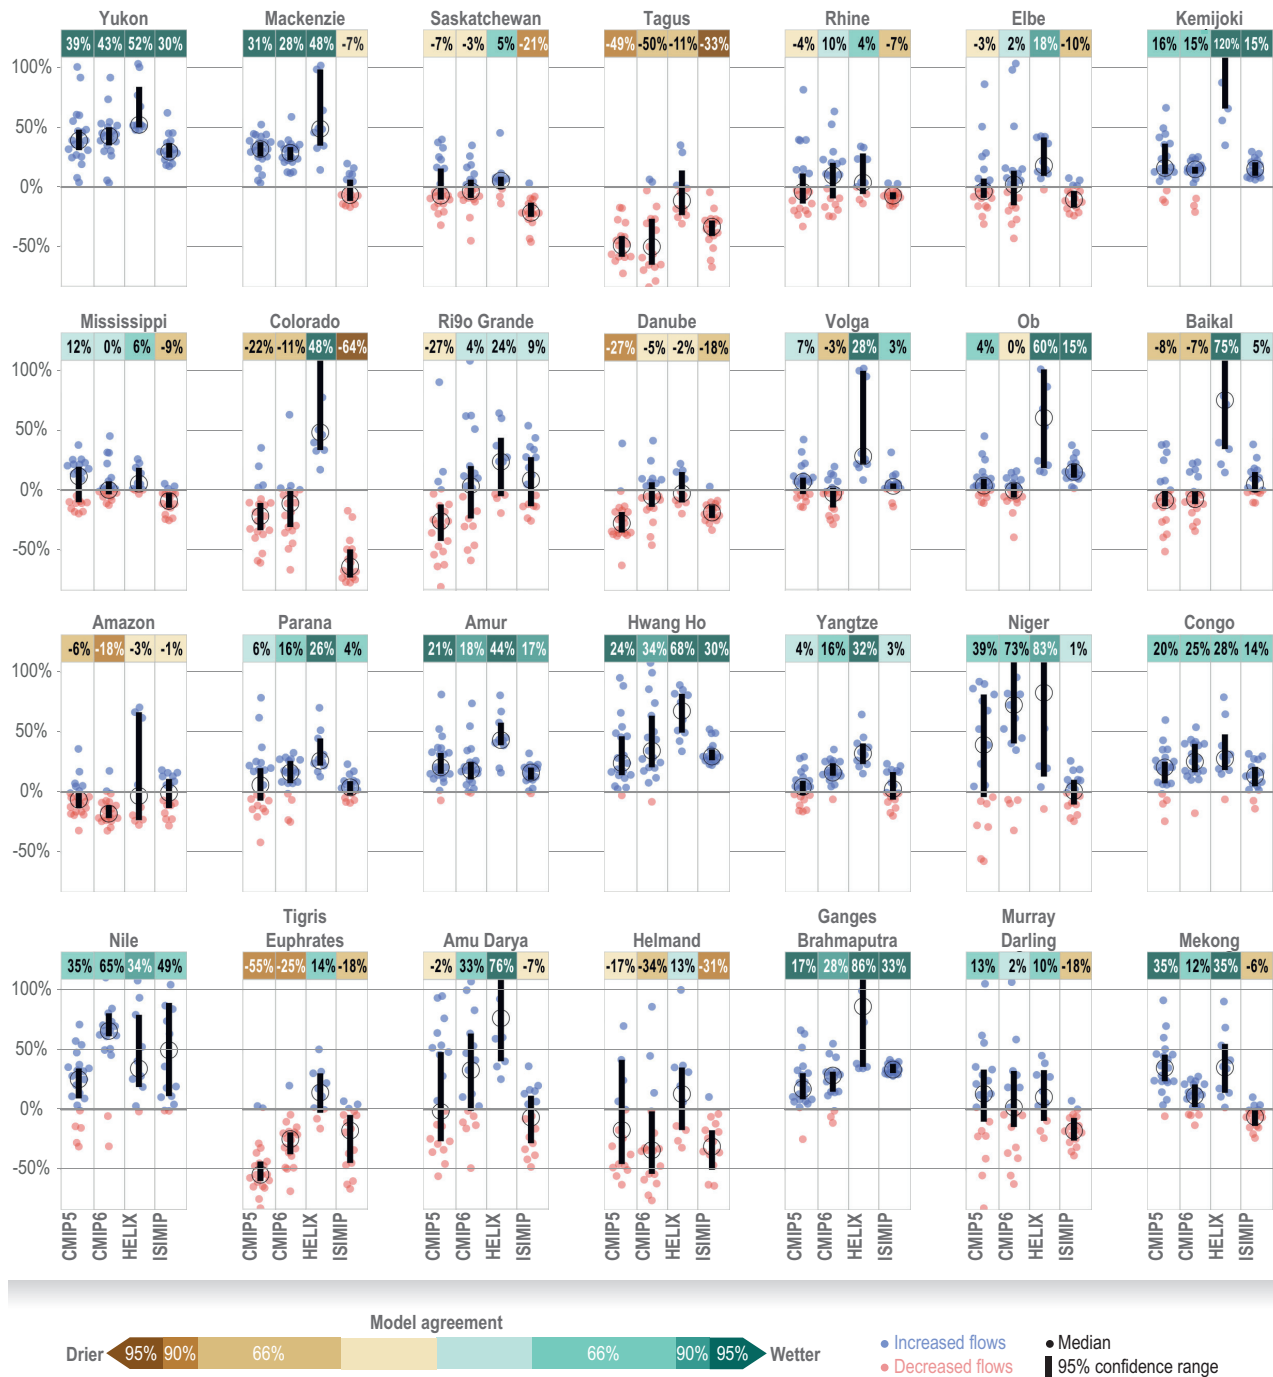 Yukon Mackenzie Saskatchewan Tagus Rhine Elbe Kemijoki
39% 43% 52% 30% 31% 28% 48% -7% -7% -3% 5% -21% -49% -50% -11% -33% -4% 10% 4% -7% -3% 2% 18% -10% 16% 15% 120% 15%
100%
50%
0%
-50%
Mississippi Colorado Ri9o Grande Danube Volga Ob Baikal
12% 0% 6% -9% -22% -11% 48% -64% -27% 4% 24% 9% -27% -5% -2% -18% 7% -3% 28% 3% 4% 0% 60% 15% -8% -7% 75% 5%
100%
50%
0%
-50%
Amazon Parana Amur Hwang Ho Yangtze Niger Congo
-6% -18% -3% -1% 6% 16% 26% 4% 21% 18% 44% 17% 24% 34% 68% 30% 4% 16% 32% 3% 39% 73% 83% 1% 20% 25% 28% 14%
100%
50%
0%
-50%
Tigris Ganges Murray
Nile Euphrates Amu Darya Helmand Brahmaputra Darling Mekong
35% 65% 34% 49% -55% -25% 14% -18% -2% 33% 76% -7% -17% -34% 13% -31% 17% 28% 86% 33% 13% 2% 10% -18% 35% 12% 35% -6%
100%
50%
0%
-50%
CMIP5 CMIP6 HELIX ISIMIP CMIP5 CMIP6 HELIX ISIMIP CMIP5 CMIP6 HELIX ISIMIP CMIP5 CMIP6 HELIX ISIMIP CMIP5 CMIP6 HELIX ISIMIP CMIP5 CMIP6 HELIX ISIMIP CMIP5 CMIP6 HELIX ISIMIP
Model agreement
Drier 95% 90% 66% 66% 90% 95% Wetter
Increased flows Median
Decreased flows 95% confidence range